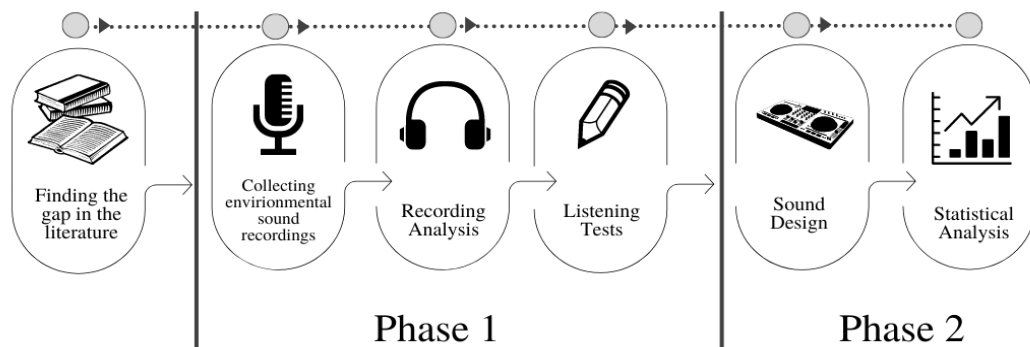 Finding the
gap in the
literature
Collecting
environmental
sound
recordings
Recording
Analysis
Listening
Tests
Sound
Design
Statistical
Analysis
Phase 1
Phase 2